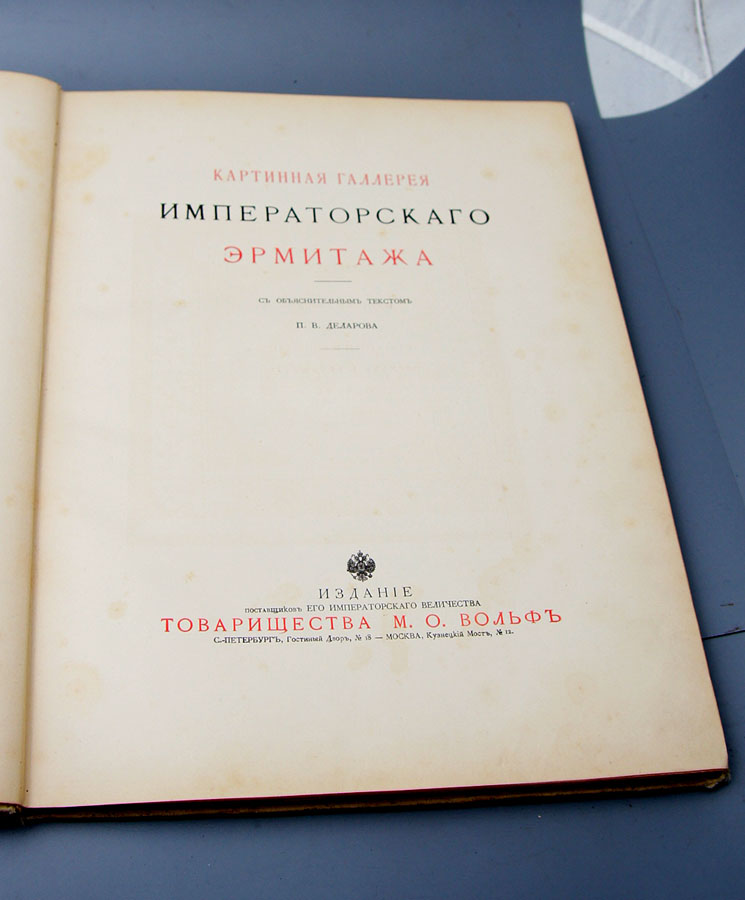 КАРТИННАЯ ГАЛЛЕРЕЯ
ИМПЕРАТОРСКАГО
ЭРМИТАЖА
СЪ ОБЪЯСНИТЕЛЬНЫМЪ ТЕКСТОМЪ
П. В. ДЕЛАРОВА
ИЗДАНІЕ
ПОСТАВЩИКОВЪ ЕГО ИМПЕРАТОРСКАГО ВЕЛИЧЕСТВА
ТОВАРИЩЕСТВА М. О. ВОЛЬФЪ
С.-ПЕТЕРБУРГЪ, Гостиный Дворъ, № 18 — МОСКВА, Кузнецкій Мостъ, № 12.